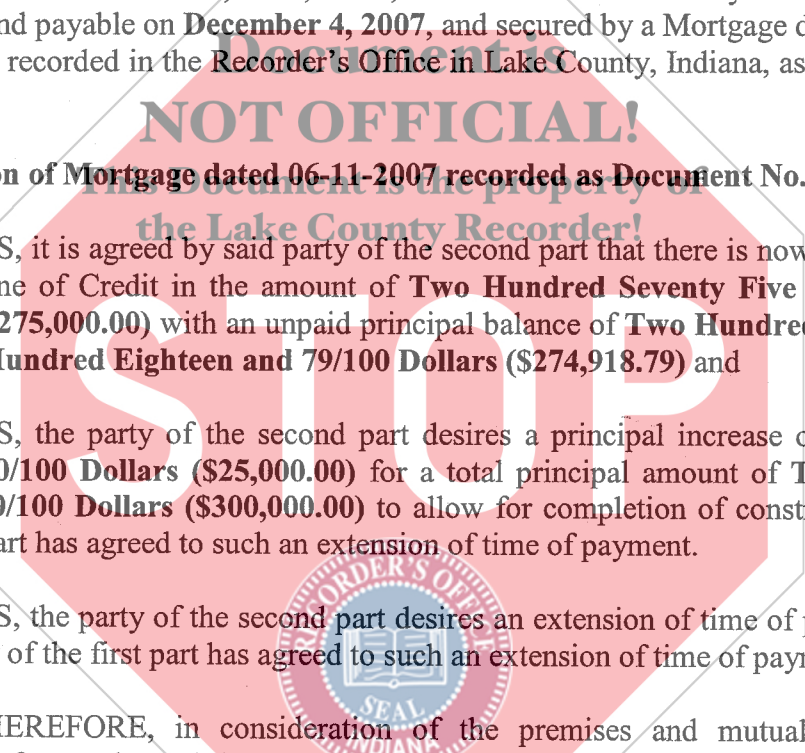 nd payable on December 4, 2007, and secured by a Mortgage d
recorded in the Recorder's Office in Lake County, Indiana, as
Document is
NOT OFFICIAL!
on of Mortgage dated 06-11-2007 recorded as Document No.
This Document is the property of
the Lake County Recorder!
S, it is agreed by said party of the second part that there is now
ne of Credit in the amount of Two Hundred Seventy Five
275,000.00) with an unpaid principal balance of Two Hundred
Hundred Eighteen and 79/100 Dollars ($274,918.79) and
STOP
S, the party of the second part desires a principal increase o
0/100 Dollars ($25,000.00) for a total principal amount of T
0/100 Dollars ($300,000.00) to allow for completion of const
art has agreed to such an extension of time of payment.
S, the party of the second part desires an extension of time of p
of the first part has agreed to such an extension of time of payn
RECORDER'S OFFICE
SEAL
INDIANA
HEREFORE, in consideration of the premises and mutual